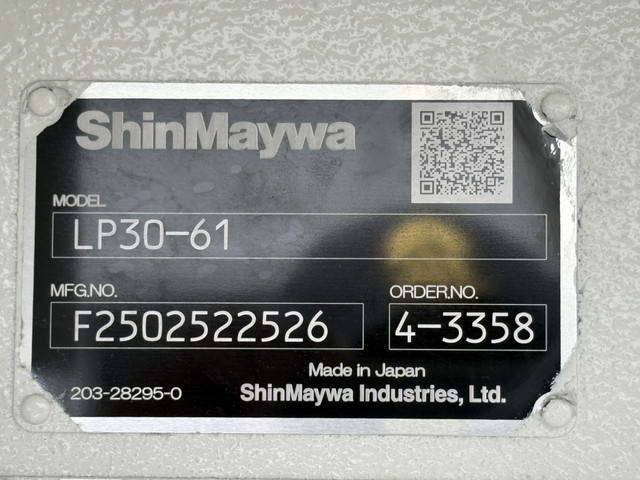 ShinMaywa
MODEL
LP30-61
MFG.NO. ORDER.NO.
F2502522526 4-3358
Made in Japan
203-28295-0 ShinMaywa Industries, Ltd.